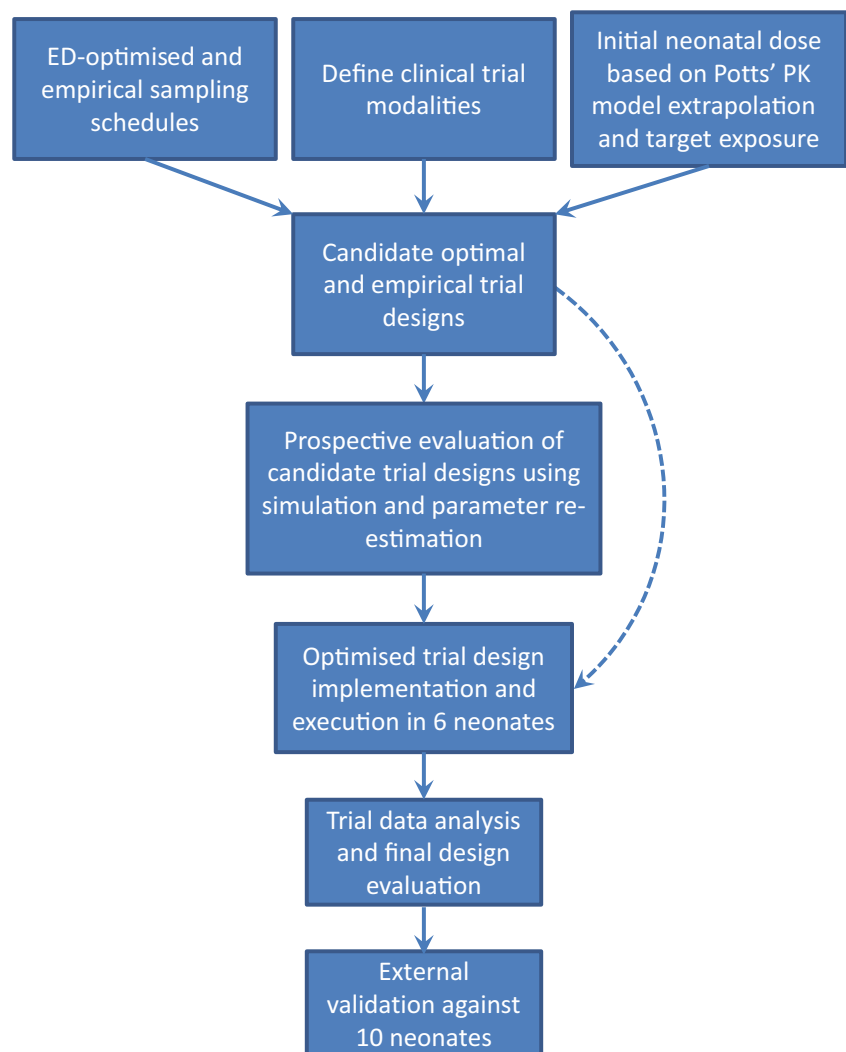 ED-optimised and
empirical sampling
schedules
Define clinical trial
modalities
Initial neonatal dose
based on Potts’ PK
model extrapolation
and target exposure
Candidate optimal
and empirical trial
designs
Prospective evaluation of
candidate trial designs using
simulation and parameter re-
estimation
Optimised trial design
implementation and
execution in 6 neonates
Trial data analysis
and final design
evaluation
External
validation against
10 neonates